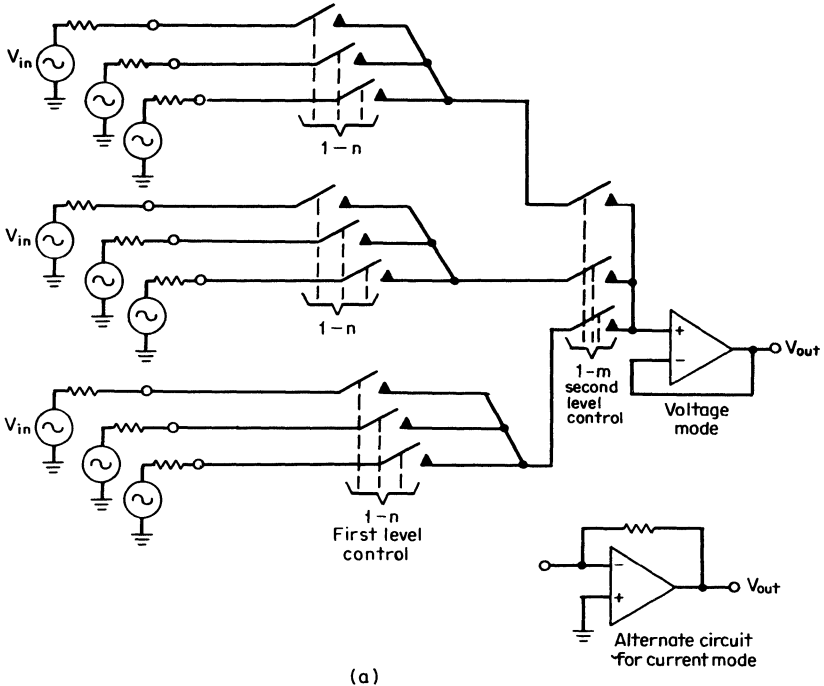 Vin
1-n
Vin
1-n
1-m
second
level
control
+
-
Vout
Voltage
mode
Vin
1-n
First level
control
-
+
Vout
Alternate circuit
for current mode
(a)